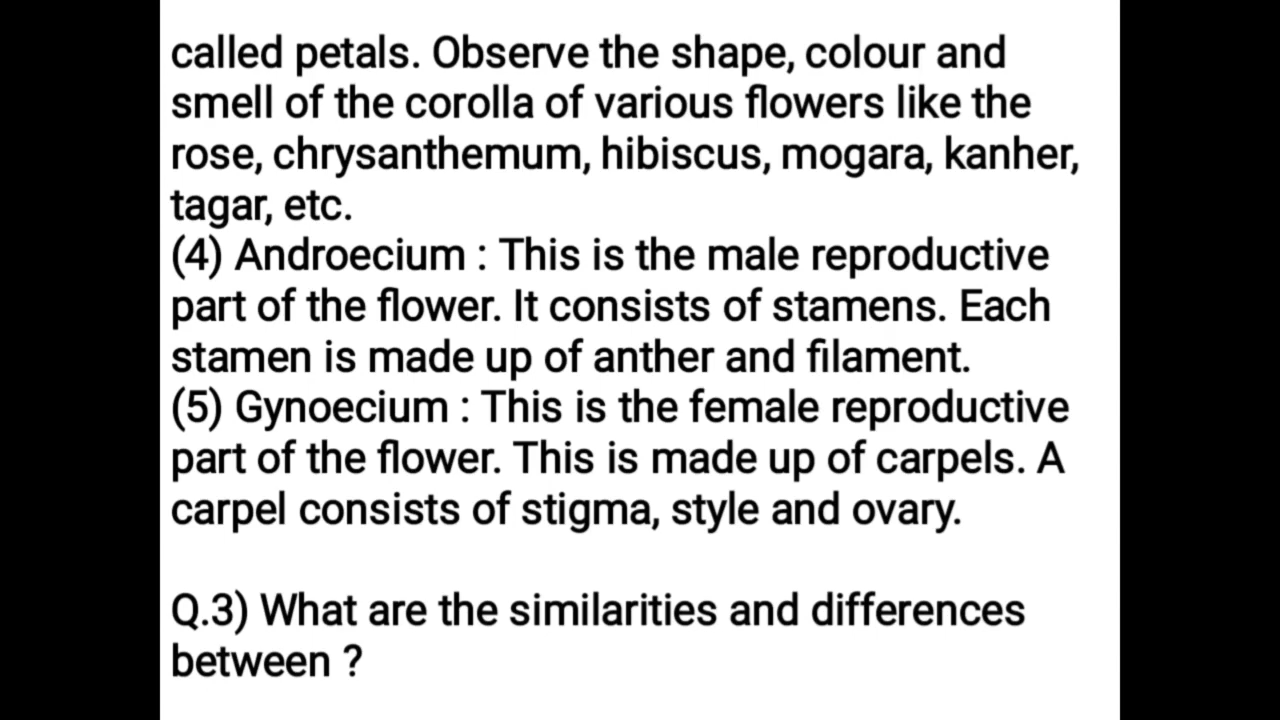 called petals. Observe the shape, colour and
smell of the corolla of various flowers like the
rose, chrysanthemum, hibiscus, mogara, kanher,
tagar, etc.
(4) Androecium : This is the male reproductive
part of the flower. It consists of stamens. Each
stamen is made up of anther and filament.
(5) Gynoecium : This is the female reproductive
part of the flower. This is made up of carpels. A
carpel consists of stigma, style and ovary.
Q.3) What are the similarities and differences
between ?